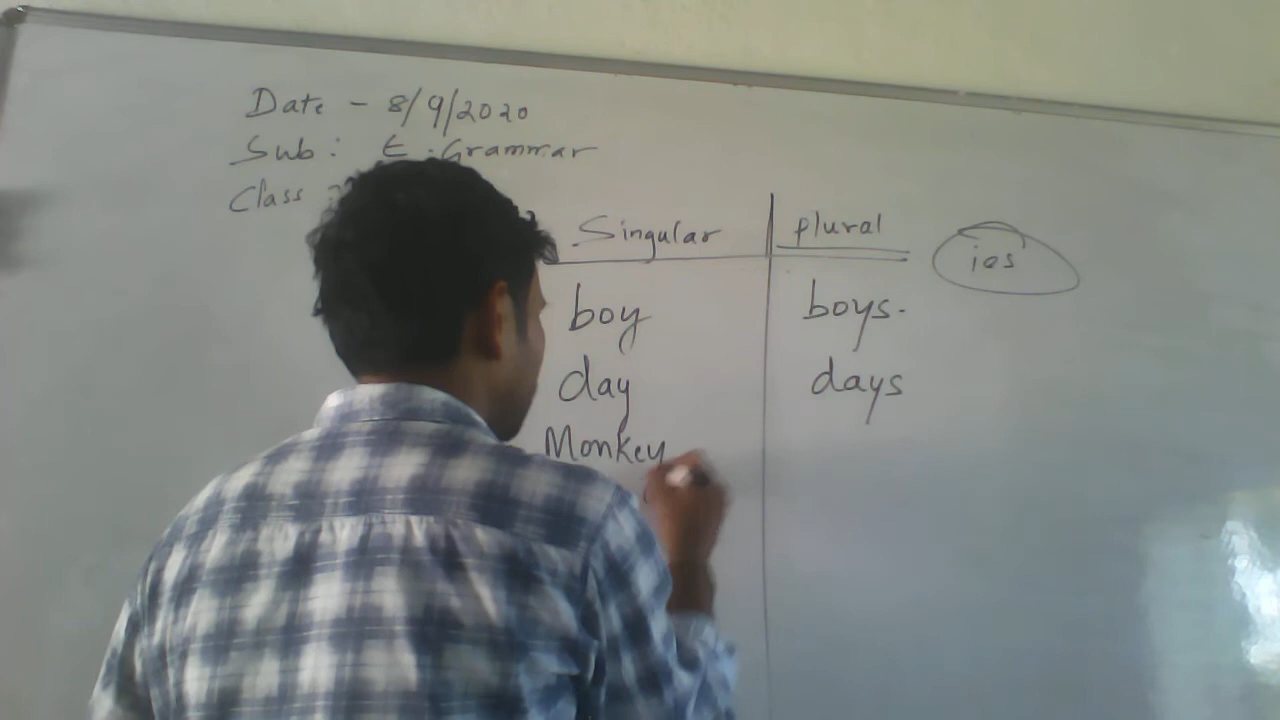 Date - 8/9/2020
Sub: E. Grammar
Class
Singular plural ies
boy boys.
day days
Monkey